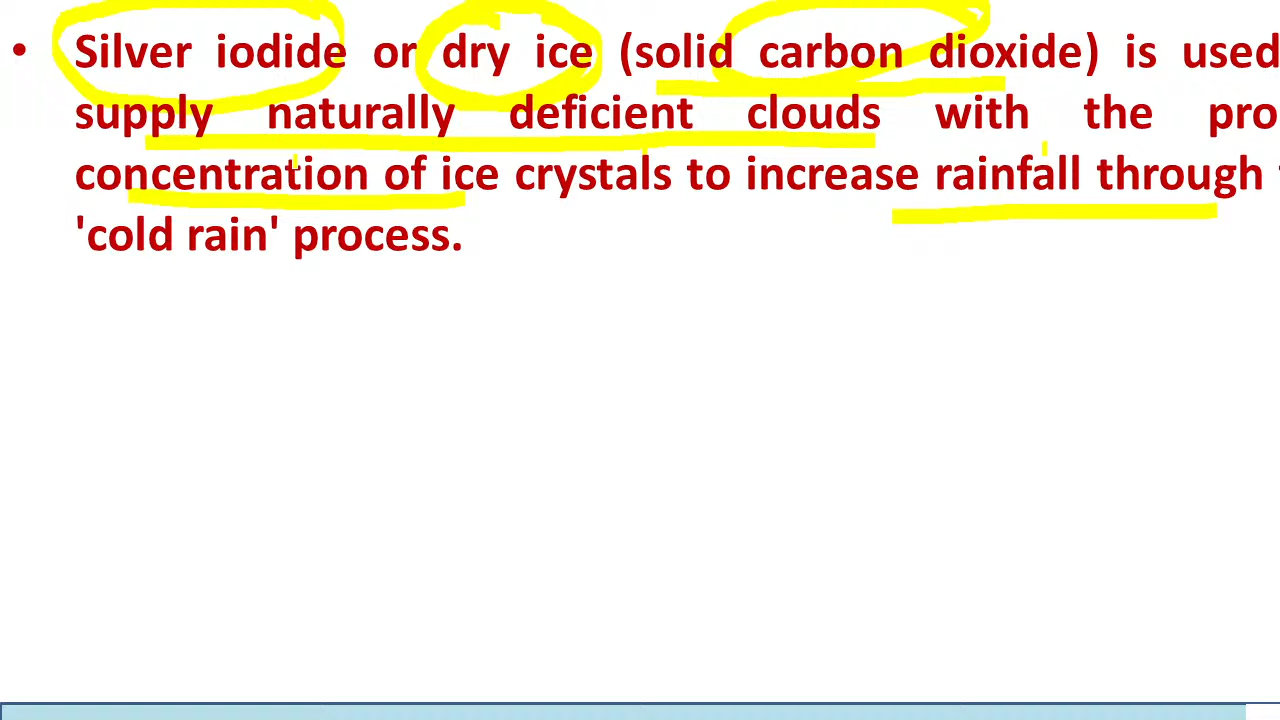 • Silver iodide or dry ice (solid carbon dioxide) is used
supply naturally deficient clouds with the pro
concentration of ice crystals to increase rainfall through
'cold rain' process.